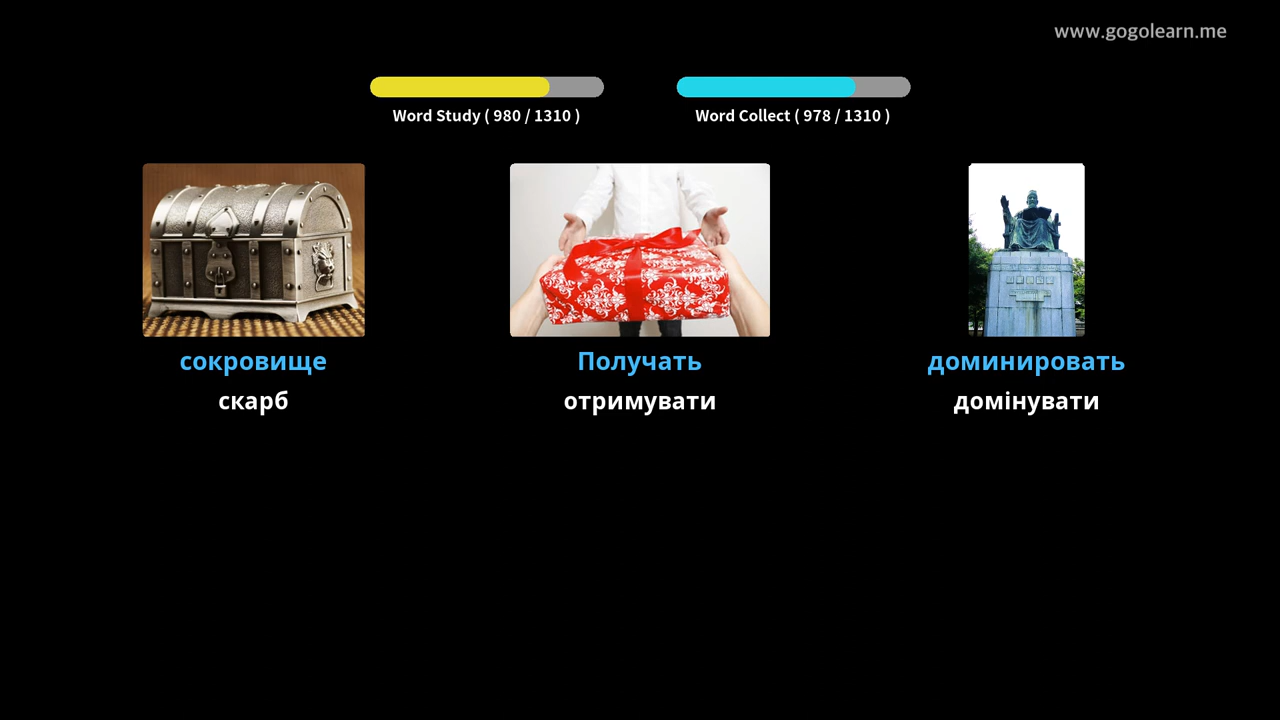 www.gogolearn.me
Word Study ( 980 / 1310 )
Word Collect ( 978 / 1310 )
сокровище
Получать
доминировать
скарб
отримувати
домінувати